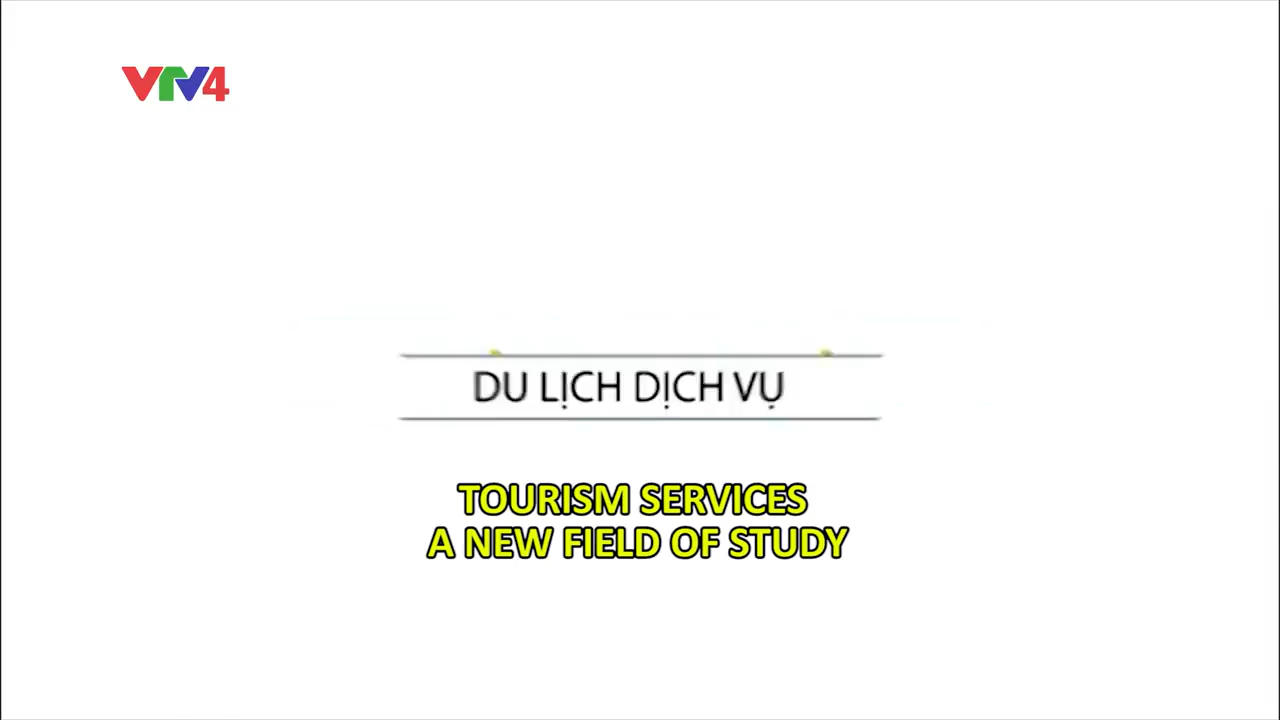 VTV4
DU LỊCH DỊCH VỤ
TOURISM SERVICES
A NEW FIELD OF STUDY